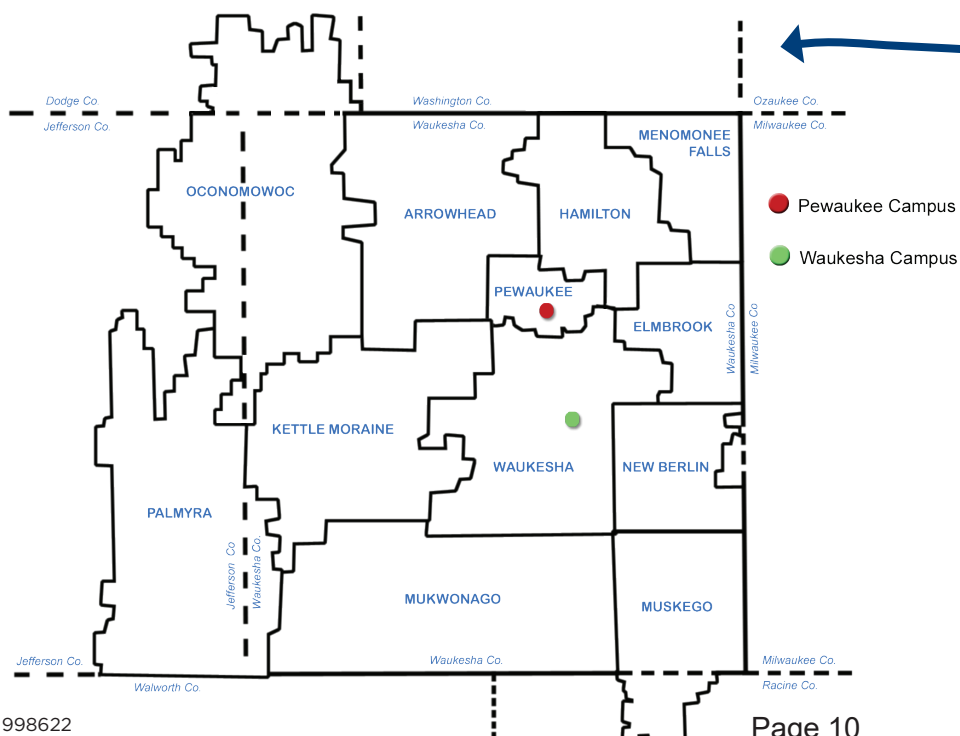 Dodge Co.
Washington Co.
Ozaukee Co.
Jefferson Co.
Waukesha Co.
Milwaukee Co.
MENOMONEE
FALLS
OCONOMOWOC
ARROWHEAD
HAMILTON
Pewaukee Campus
Waukesha Campus
PEWAUKEE
ELMBROOK
Waukesha Co
Milwaukee Co
KETTLE MORAINE
WAUKESHA
NEW BERLIN
PALMYRA
Jefferson Co
Waukesha Co.
MUKWONAGO
MUSKEGO
Jefferson Co.
Waukesha Co.
Milwaukee Co.
Walworth Co.
Racine Co.
998622
Page 10